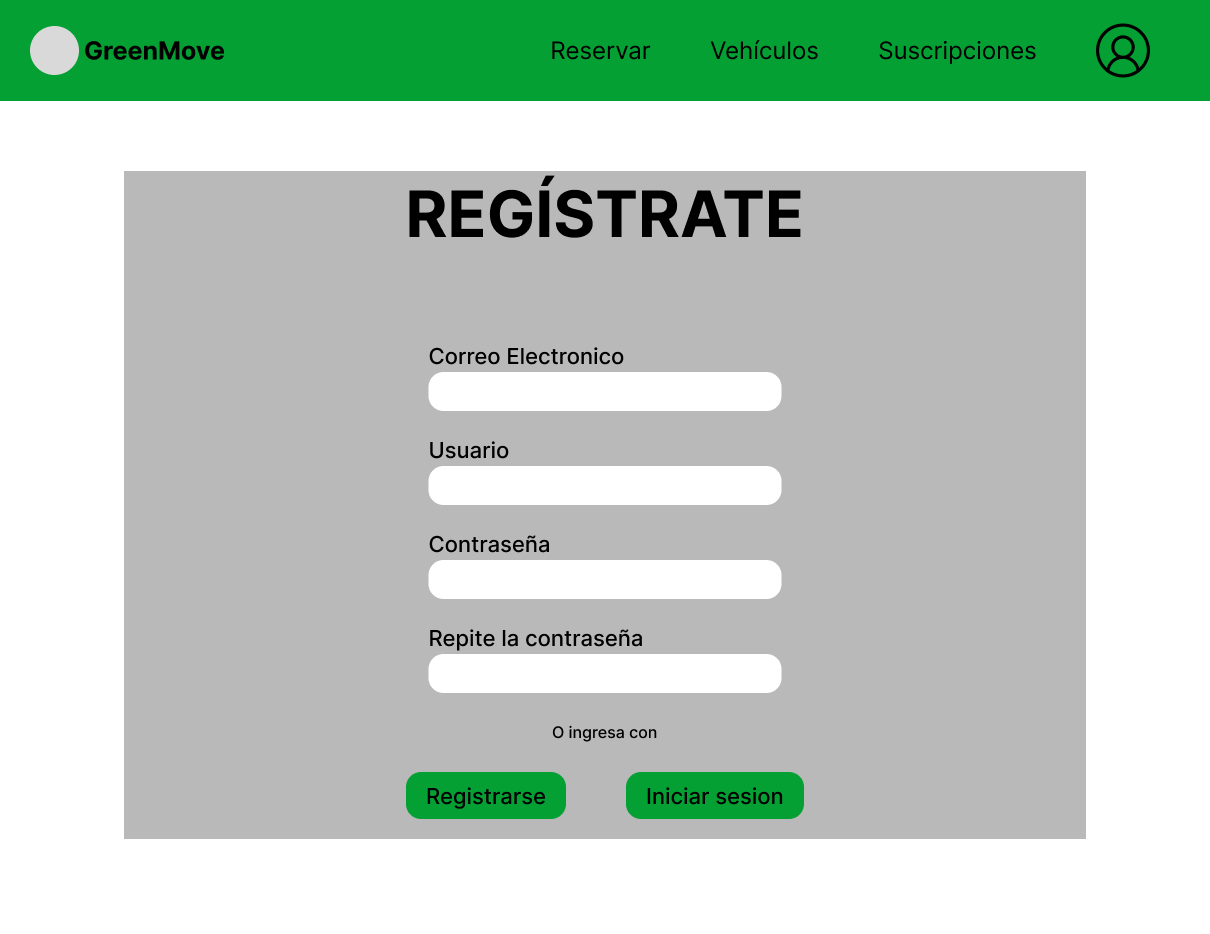 GreenMove
Reservar
Vehículos
Suscripciones
REGÍSTRATE
Correo Electronico
Usuario
Contraseña
Repite la contraseña
O ingresa con
Registrarse
Iniciar sesion